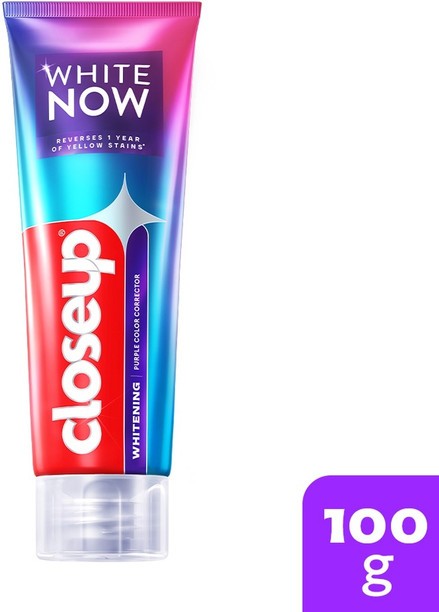 WHITE
NOW
REVERSES 1 YEAR
OF YELLOW STAINS*
closeup®
WHITENING | PURPLE COLOR CORRECTOR
100
g